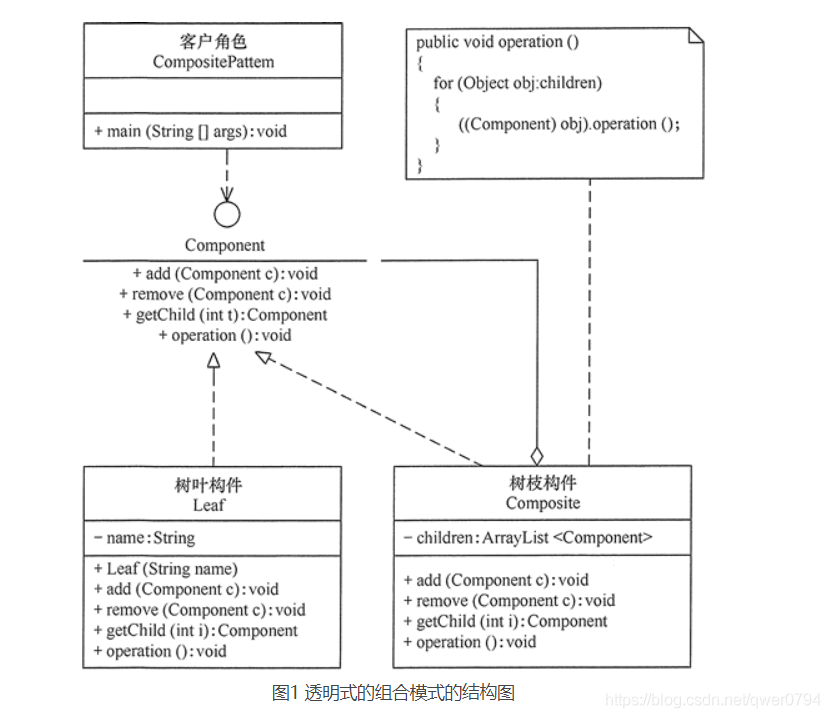 客户角色
CompositePattem
+ main (String [] args) : void
public void operation ()
{
for (Object obj:children)
{
((Component) obj).operation ();
}
}
Component
+ add (Component c) : void
+ remove (Component c) : void
+ getChild (int t) : Component
+ operation () : void
树叶构件
Leaf
− name : String
+ Leaf (String name)
+ add (Component c) : void
+ remove (Component c) : void
+ getChild (int i) : Component
+ operation () : void
树枝构件
Composite
− children : ArrayList <Component>
+ add (Component c) : void
+ remove (Component c) : void
+ getChild (int i) : Component
+ operation () : void
图1 透明式的组合模式的结构图
https://blog.csdn.net/qwer0794